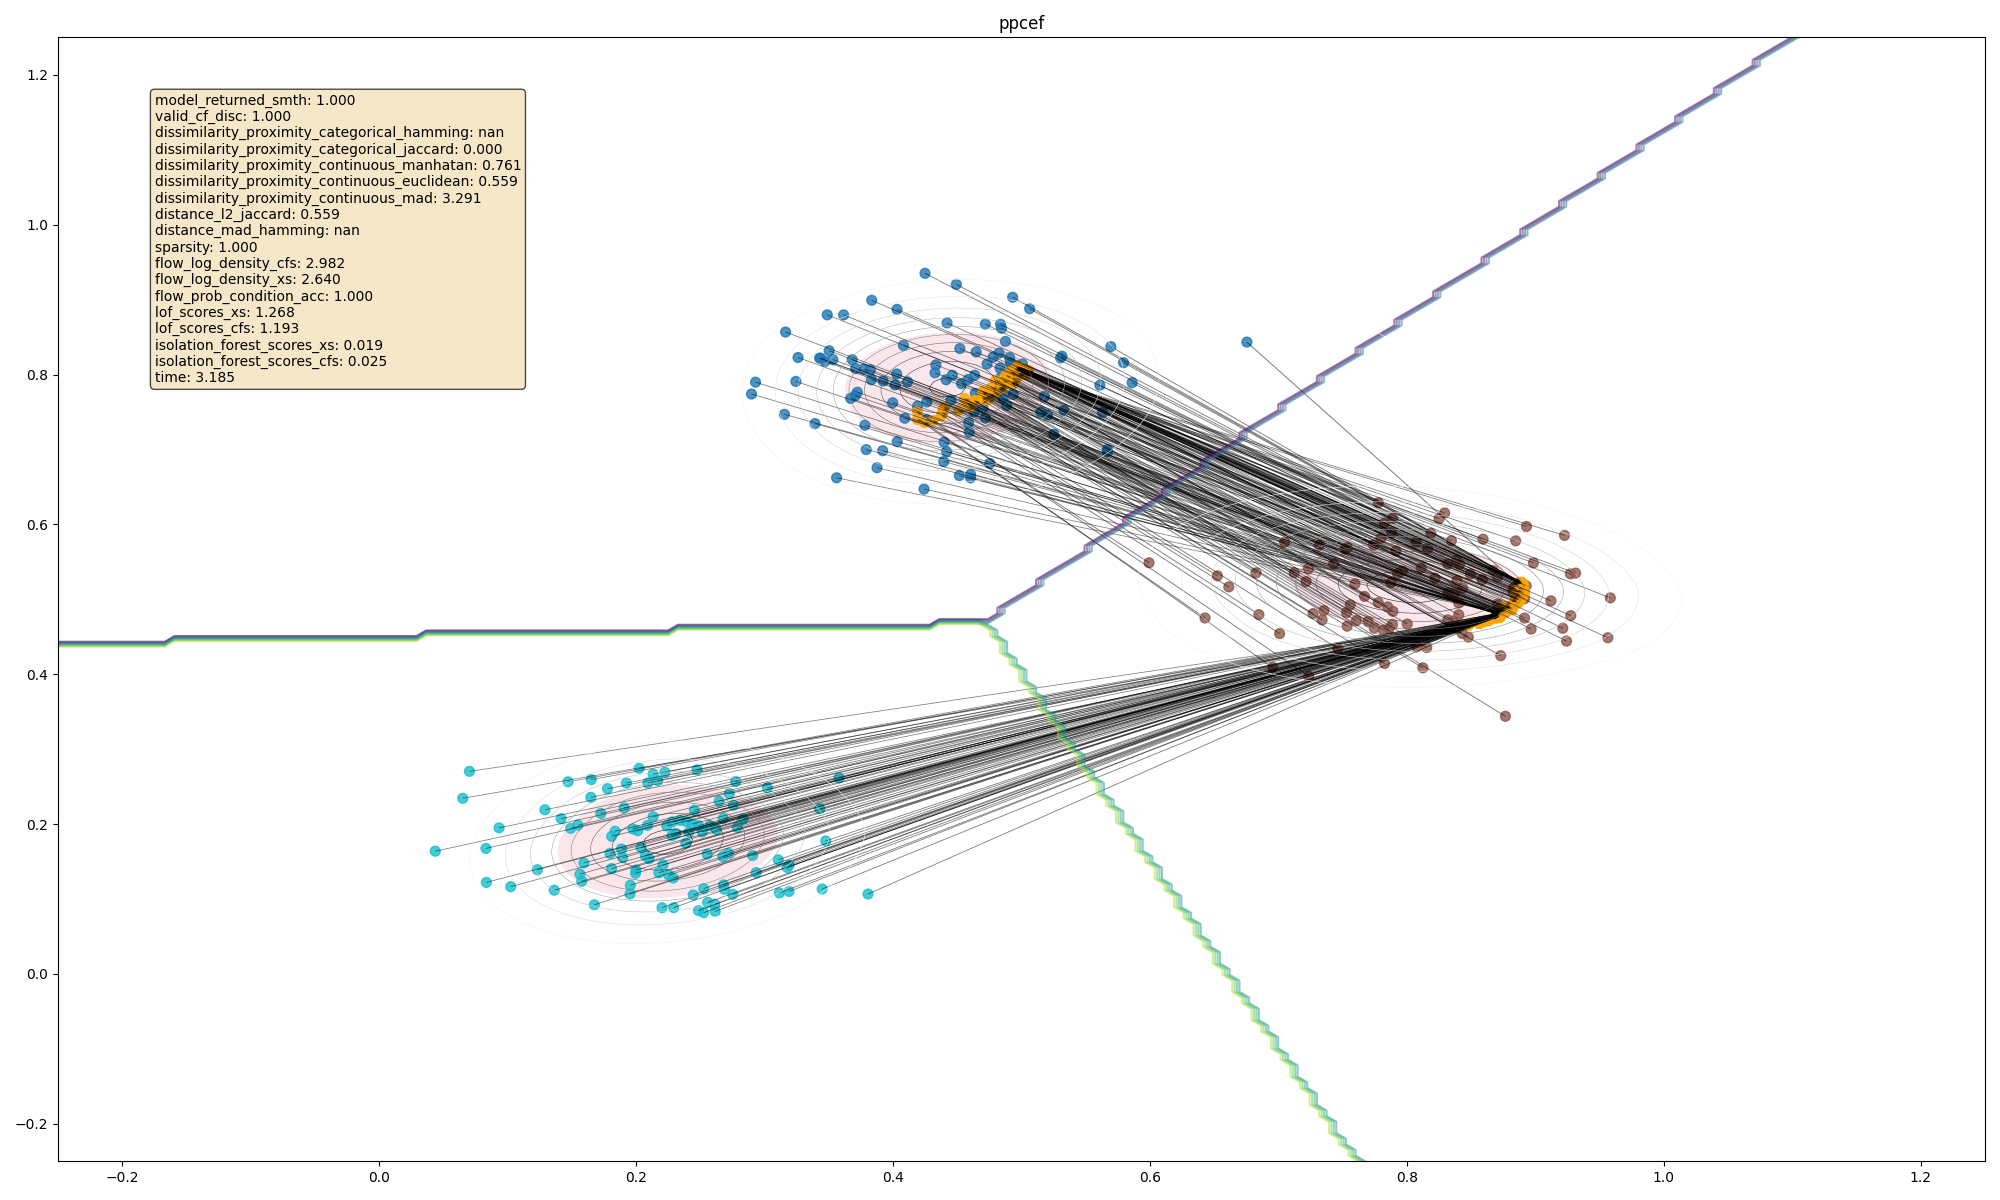 ppcef
model_returned_smth: 1.000
valid_cf_disc: 1.000
dissimilarity_proximity_categorical_hamming: nan
dissimilarity_proximity_categorical_jaccard: 0.000
dissimilarity_proximity_continuous_manhatan: 0.761
dissimilarity_proximity_continuous_euclidean: 0.559
dissimilarity_proximity_continuous_mad: 3.291
distance_l2_jaccard: 0.559
distance_mad_hamming: nan
sparsity: 1.000
flow_log_density_cfs: 2.982
flow_log_density_xs: 2.640
flow_prob_condition_acc: 1.000
lof_scores_xs: 1.268
lof_scores_cfs: 1.193
isolation_forest_scores_xs: 0.019
isolation_forest_scores_cfs: 0.025
time: 3.185
1.2
1.0
0.8
0.6
0.4
0.2
0.0
−0.2
−0.2 0.0 0.2 0.4 0.6 0.8 1.0 1.2